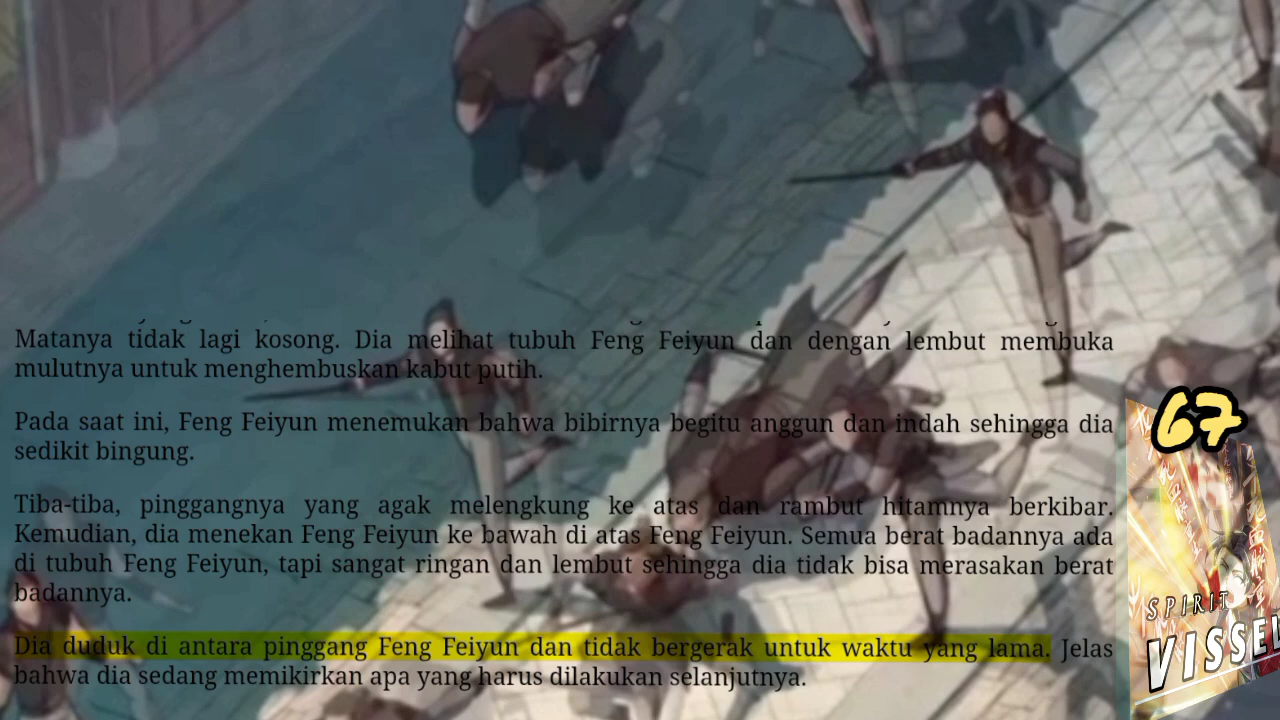 Matanya tidak lagi kosong. Dia melihat tubuh Feng Feiyun dan dengan lembut membuka
mulutnya untuk menghembuskan kabut putih.
Pada saat ini, Feng Feiyun menemukan bahwa bibirnya begitu anggun dan indah sehingga dia
sedikit bingung.
Tiba-tiba, pinggangnya yang agak melengkung ke atas dan rambut hitamnya berkibar.
Kemudian, dia menekan Feng Feiyun ke bawah di atas Feng Feiyun. Semua berat badannya ada
di tubuh Feng Feiyun, tapi sangat ringan dan lembut sehingga dia tidak bisa merasakan berat
badannya.
Dia duduk di antara pinggang Feng Feiyun dan tidak bergerak untuk waktu yang lama. Jelas
bahwa dia sedang memikirkan apa yang harus dilakukan selanjutnya.
67
SPIRIT
VISSEL